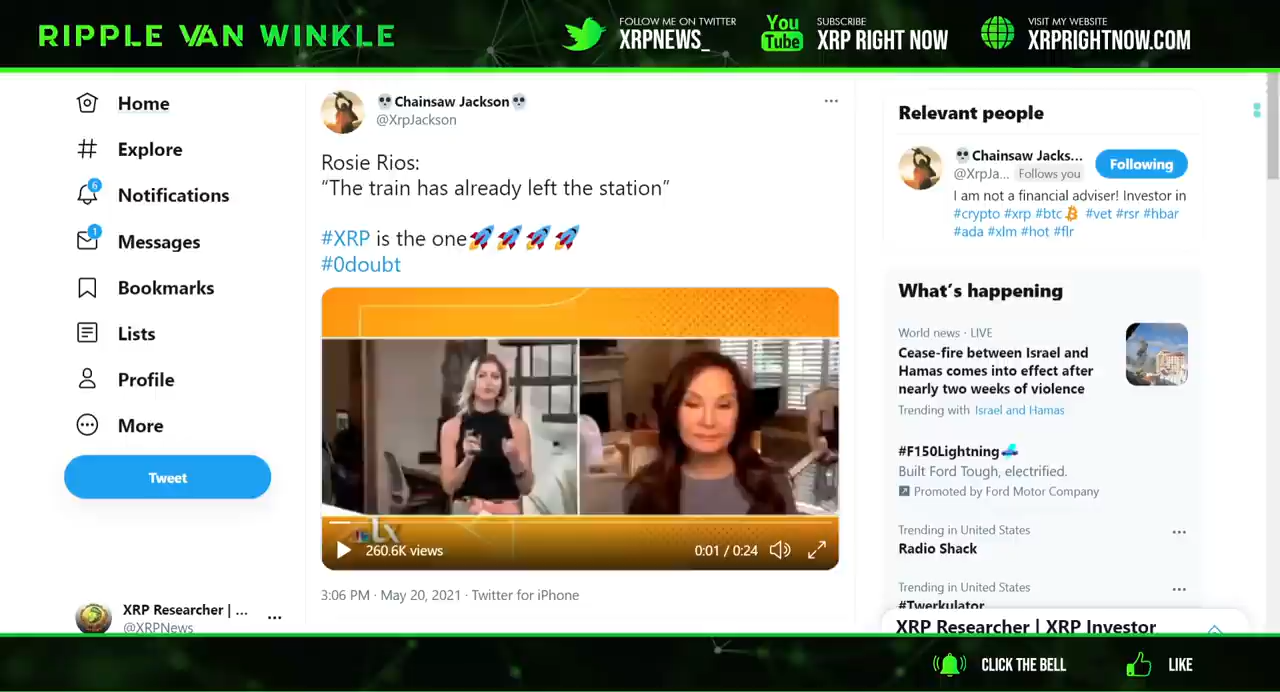 RIPPLE VAN WINKLE
FOLLOW ME ON TWITTER
XRPNEWS_
You
Tube
SUBSCRIBE
XRP RIGHT NOW
VISIT MY WEBSITE
XRPRIGHTNOW.COM
Home
Explore
6
Notifications
1
Messages
Bookmarks
Lists
Profile
More
Tweet
XRP Researcher | ...
@XRPNews
💀Chainsaw Jackson💀
@XrpJackson
Rosie Rios:
“The train has already left the station”
#XRP is the one🚀🚀🚀🚀
#0doubt
lx
260.6K views
0:01 / 0:24
3:06 PM · May 20, 2021 · Twitter for iPhone
Relevant people
💀Chainsaw Jacks...
@XrpJa... Follows you
Following
I am not a financial adviser! Investor in
#crypto #xrp #btc #vet #rsr #hbar
#ada #xlm #hot #flr
What’s happening
World news · LIVE
Cease-fire between Israel and
Hamas comes into effect after
nearly two weeks of violence
Trending with Israel and Hamas
#F150Lightning
Built Ford Tough, electrified.
Promoted by Ford Motor Company
Trending in United States
Radio Shack
Trending in United States
#Twerkulator
XRP Researcher | XRP Investor
CLICK THE BELL
LIKE